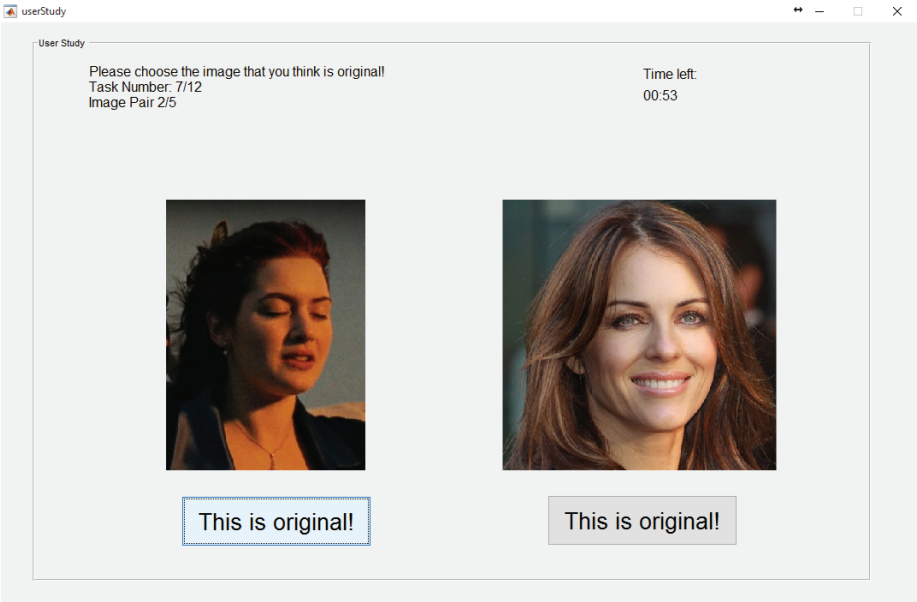 userStudy
User Study
Please choose the image that you think is original!
Task Number: 7/12
Image Pair 2/5
Time left:
00:53
This is original!
This is original!